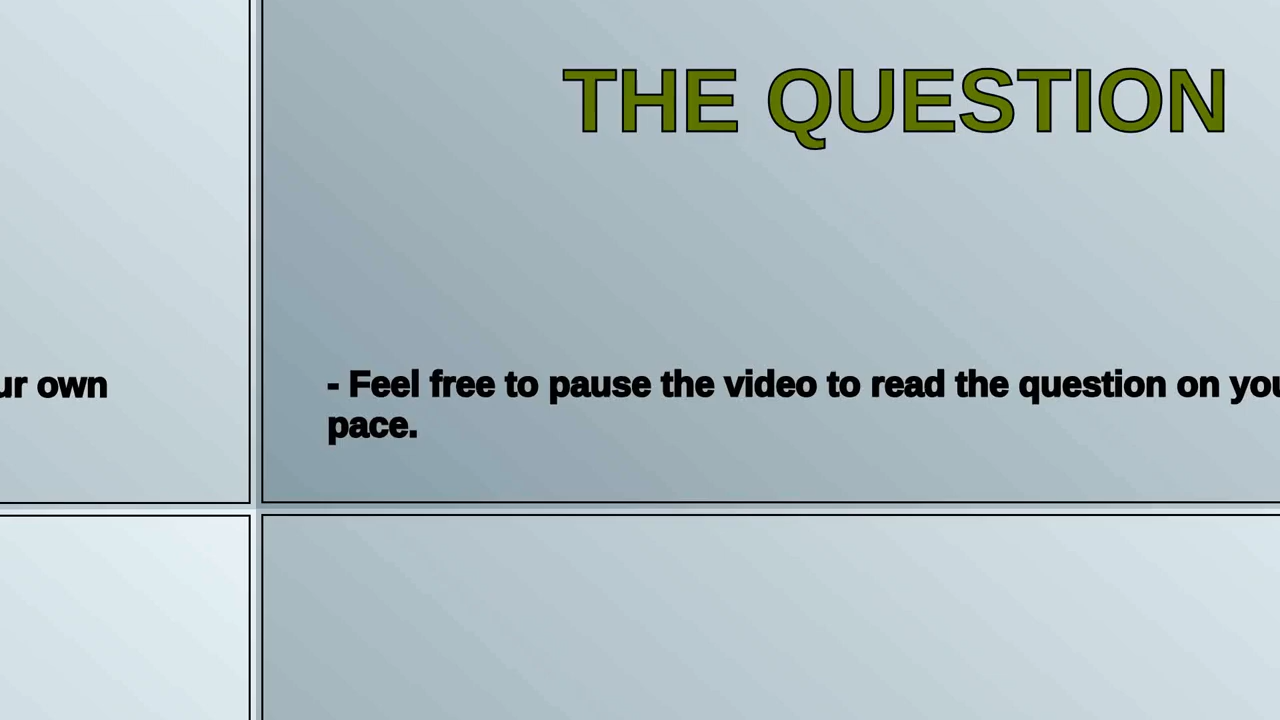 THE QUESTION
ur own
- Feel free to pause the video to read the question on you
pace.